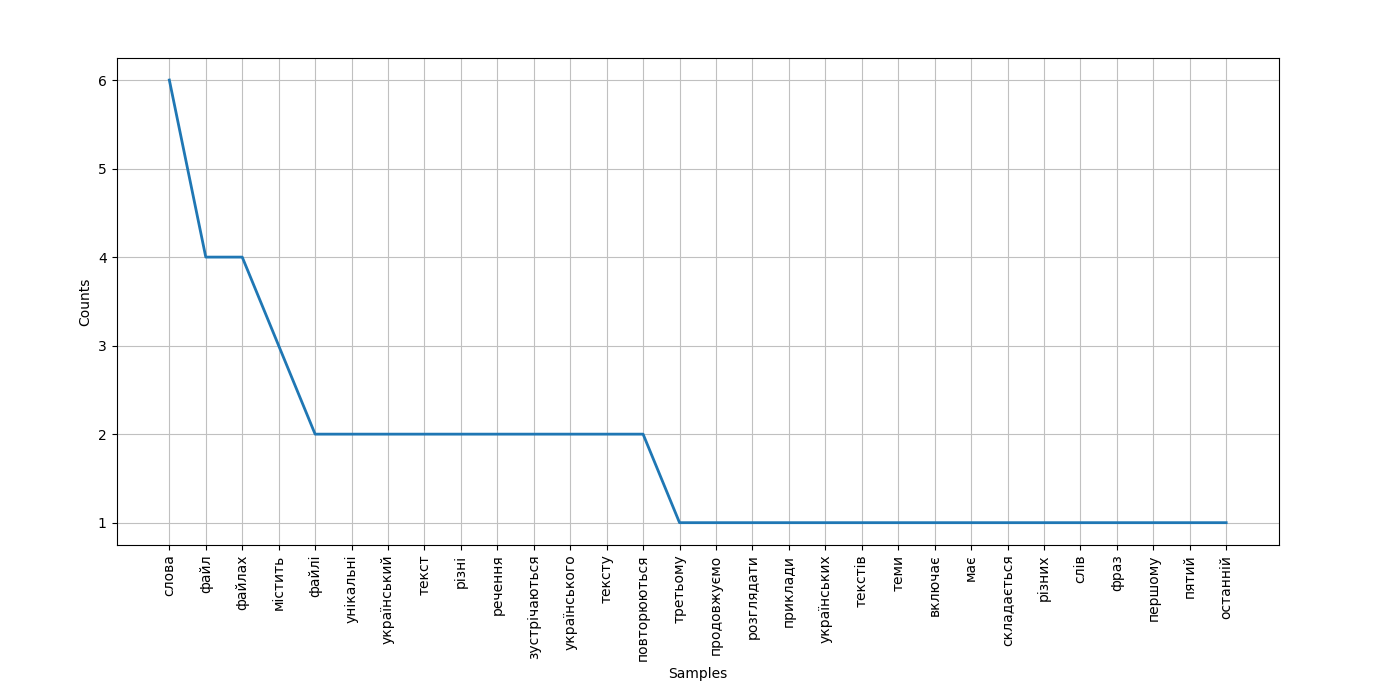 6
5
4
3
2
1
Counts
слова
файл
файлах
містить
файлі
унікальні
український
текст
різні
речення
зустрічаються
українського
тексту
повторюються
третьому
продовжуємо
розглядати
приклади
українських
текстів
теми
включає
має
складається
різних
слів
фраз
першому
пятий
останній
Samples